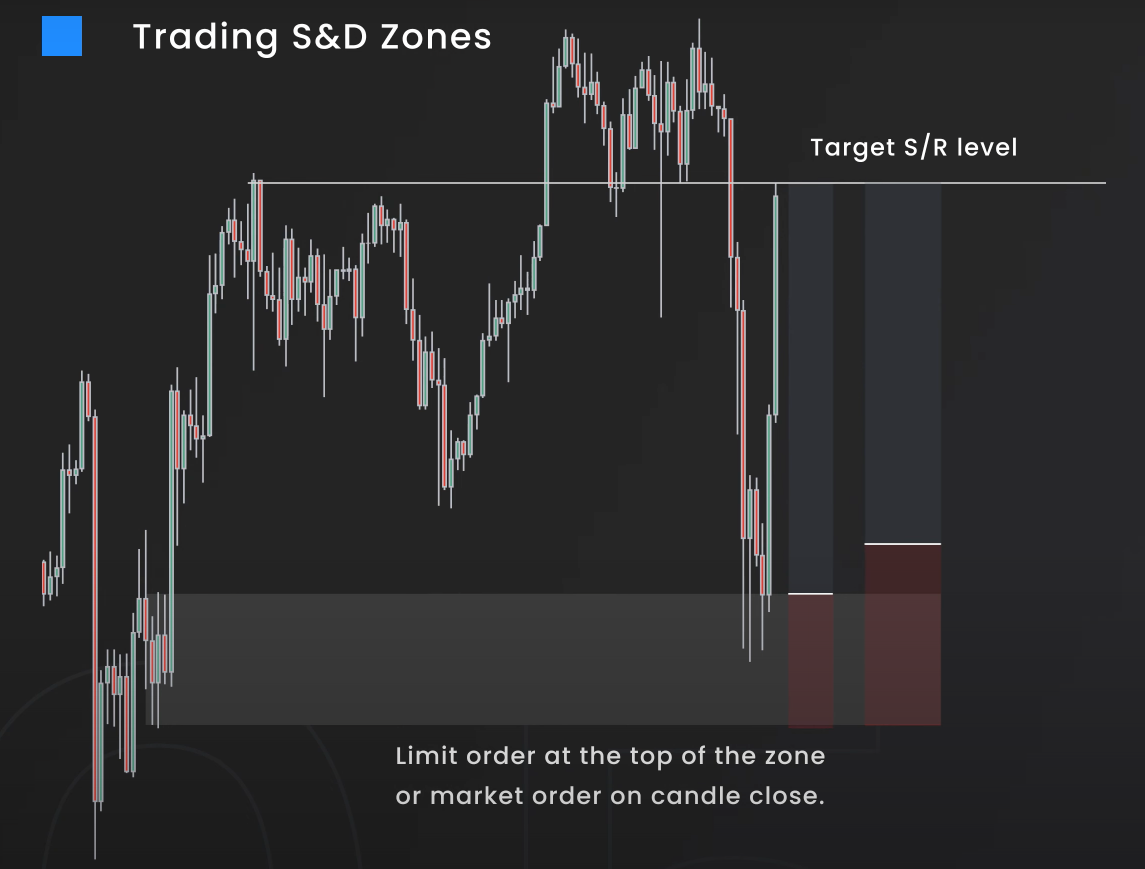 Trading S&D Zones
Target S/R level
Limit order at the top of the zone
or market order on candle close.